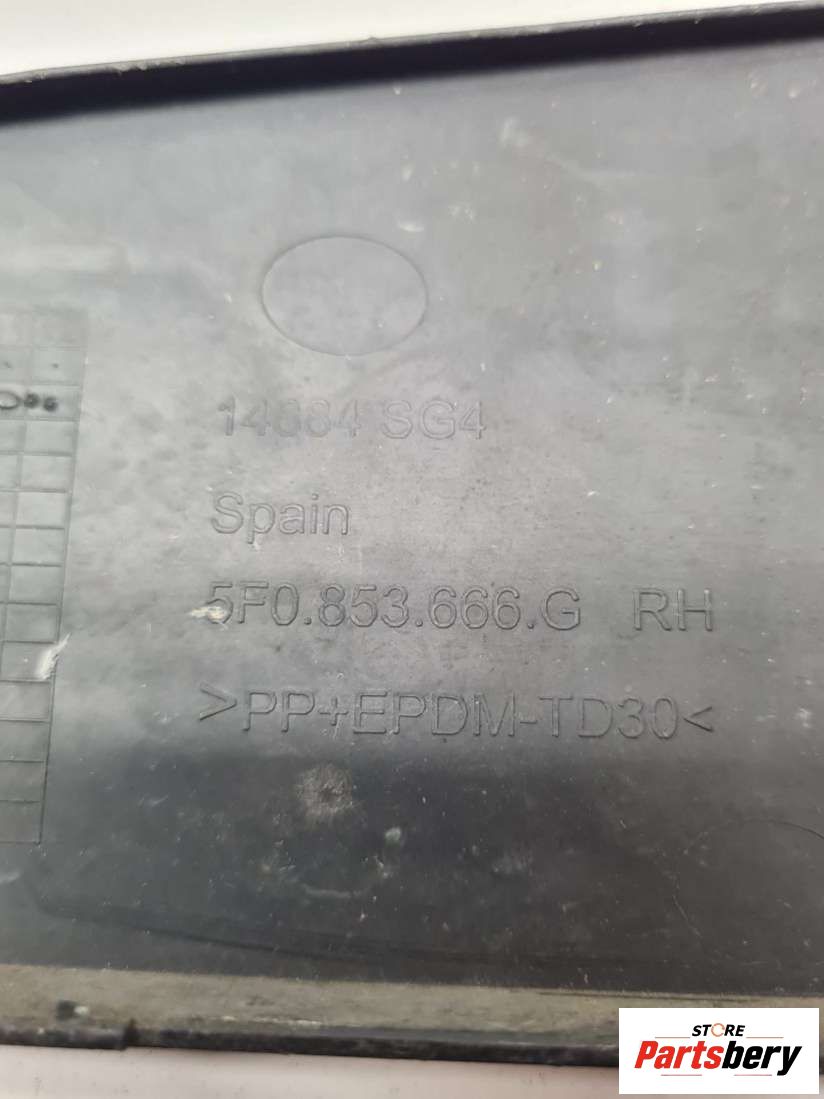 14684 SG4
Spain
5F0.853.666.G RH
>PP+EPDM-TD30<
STORE
Partsbery